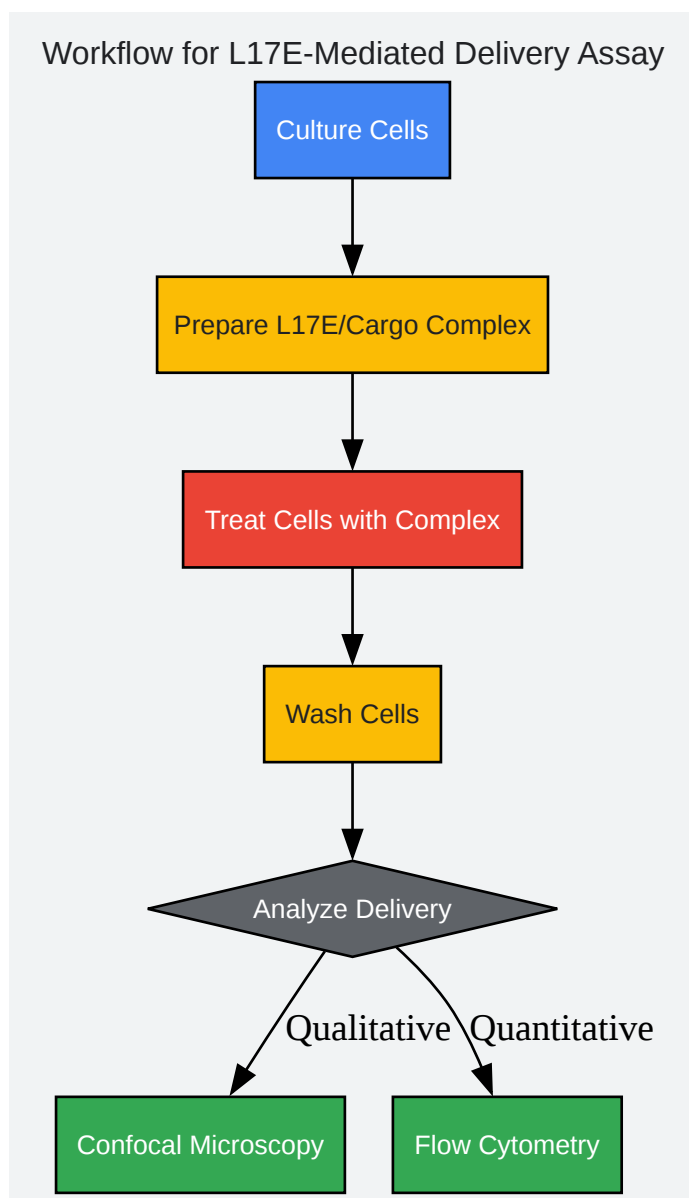 Workflow for L17E-Mediated Delivery Assay
Culture Cells
Prepare L17E/Cargo Complex
Treat Cells with Complex
Wash Cells
Analyze Delivery
Qualitative
Quantitative
Confocal Microscopy
Flow Cytometry